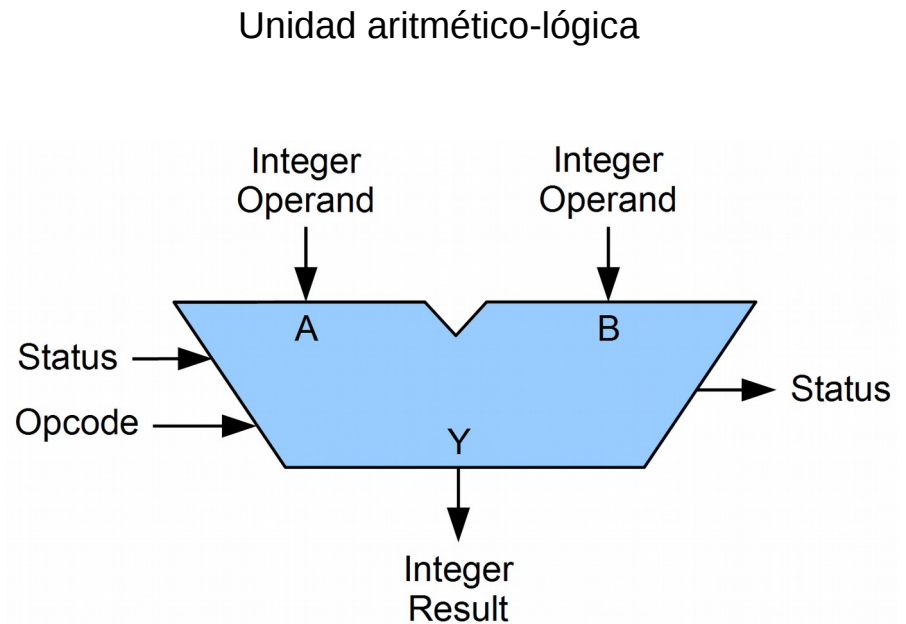 Unidad aritmético-lógica
Integer
Operand
Integer
Operand
A
B
Status
Opcode
Status
Y
Integer
Result